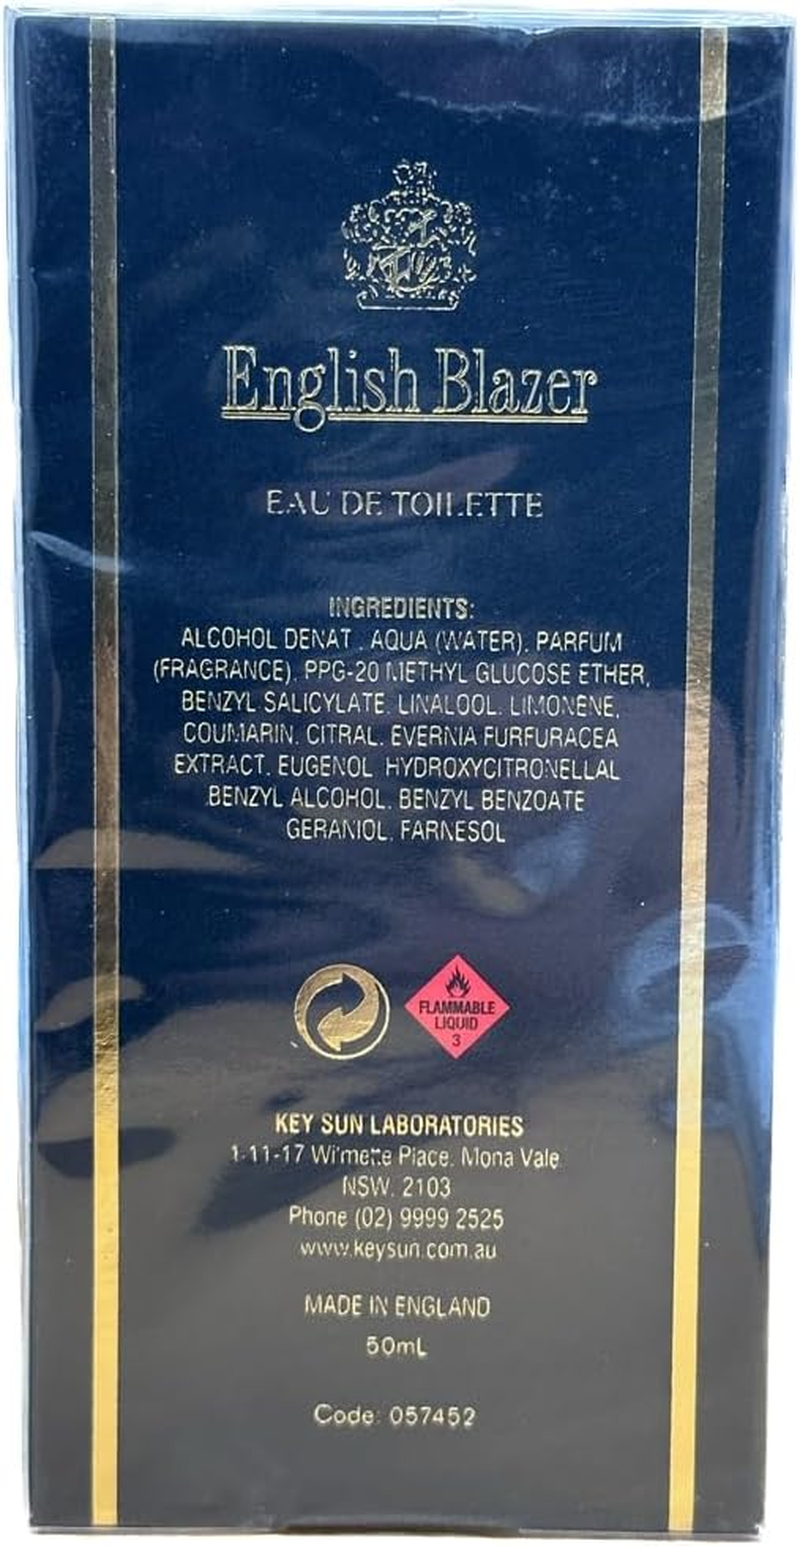 English Blazer
EAU DE TOILETTE
INGREDIENTS:
ALCOHOL DENAT., AQUA (WATER), PARFUM
(FRAGRANCE), PPG-20 METHYL GLUCOSE ETHER,
BENZYL SALICYLATE, LINALOOL, LIMONENE,
COUMARIN, CITRAL, EVERNIA FURFURACEA
EXTRACT, EUGENOL, HYDROXYCITRONELLAL
BENZYL ALCOHOL, BENZYL BENZOATE
GERANIOL, FARNESOL
FLAMMABLE
LIQUID
3
KEY SUN LABORATORIES
1-11-17 Wilmette Place, Mona Vale
NSW, 2103
Phone (02) 9999 2525
www.keysun.com.au
MADE IN ENGLAND
50mL
Code: 057452